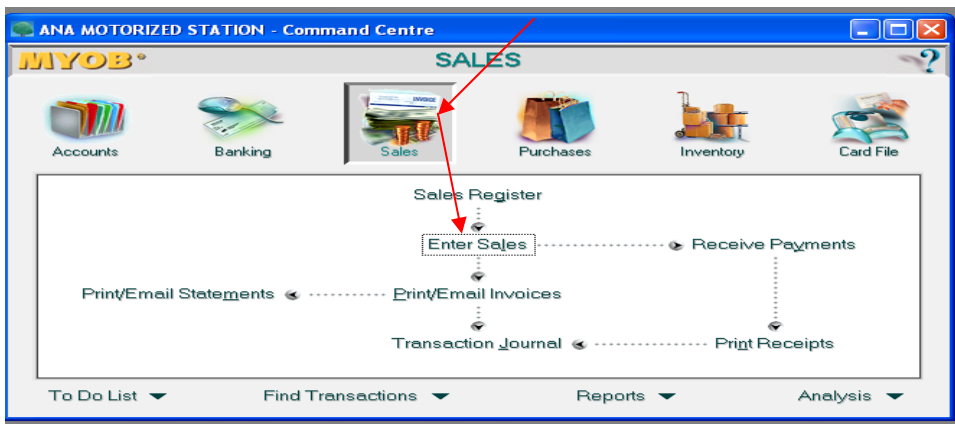 ANA MOTORIZED STATION - Command Centre
MYOB SALES ?
INVOICE
Accounts Banking Sales Purchases Inventory Card File
Sales Register
Enter Sales Receive Payments
Print/Email Statements Print/Email Invoices
Transaction Journal Print Receipts
To Do List Find Transactions Reports Analysis